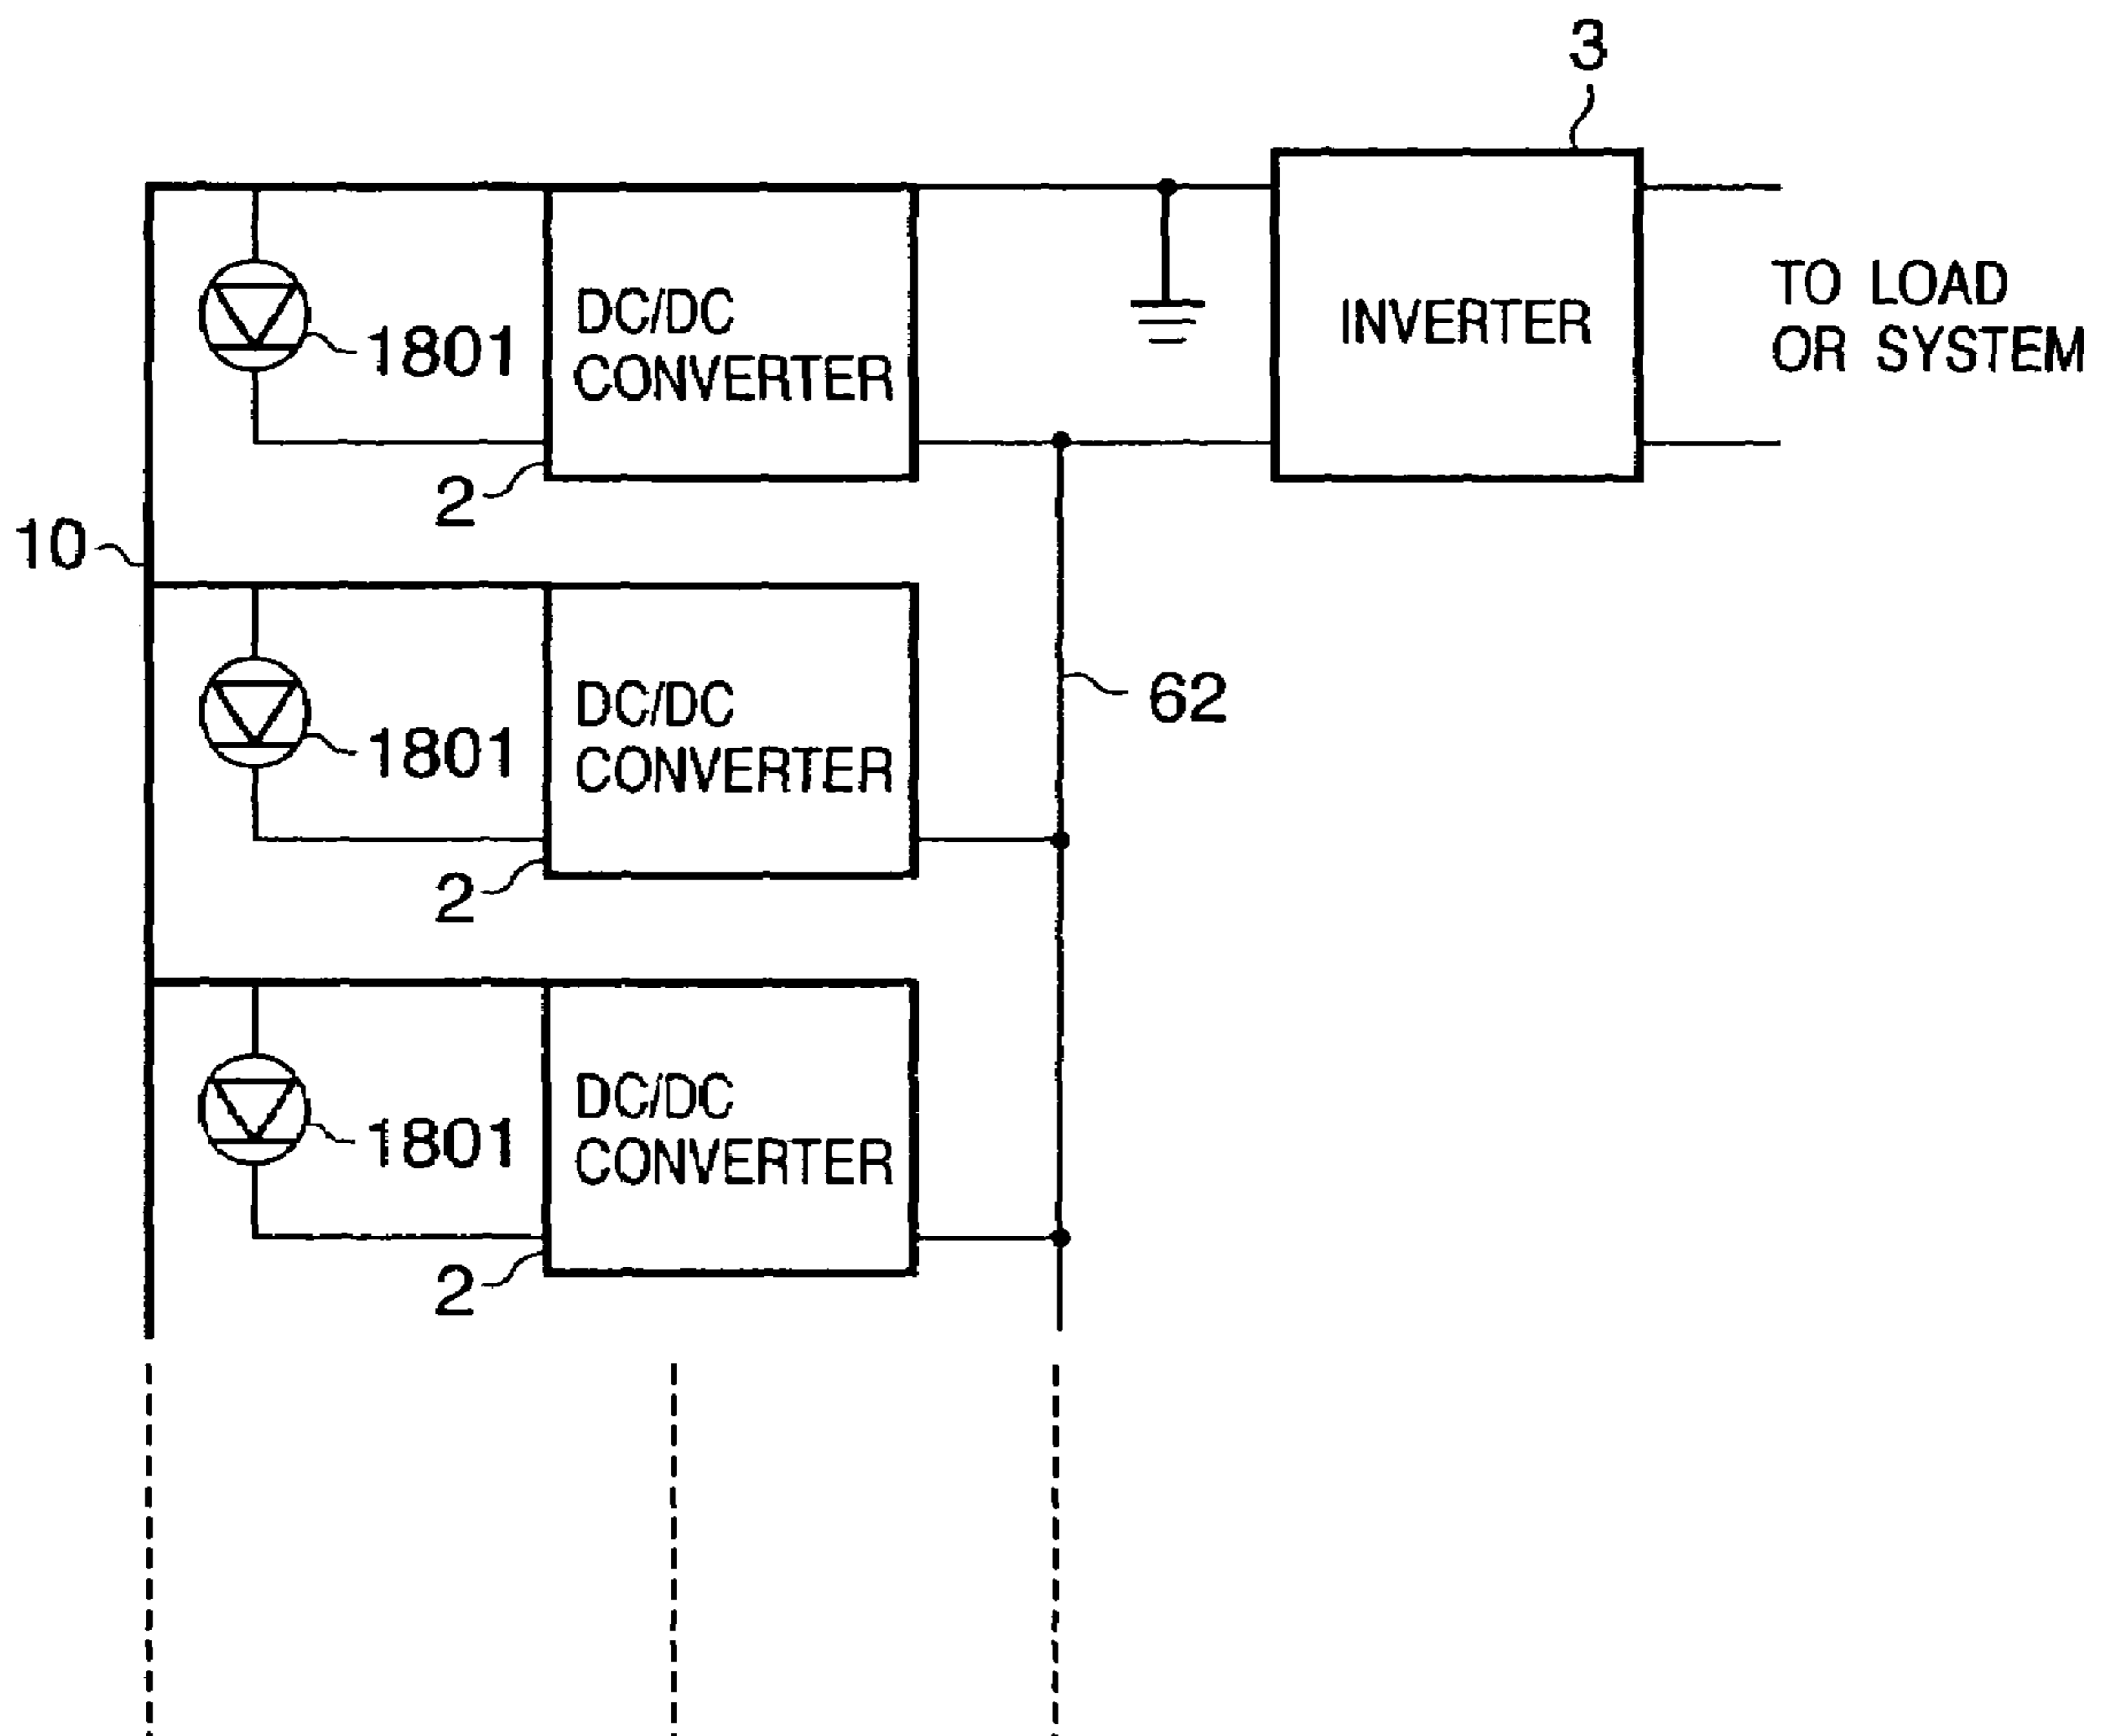 3
DC/DC
CONVERTER
1801
2
INVERTER
TO LOAD
OR SYSTEM
10
DC/DC
CONVERTER
1801
2
62
DC/DC
CONVERTER
1801
2